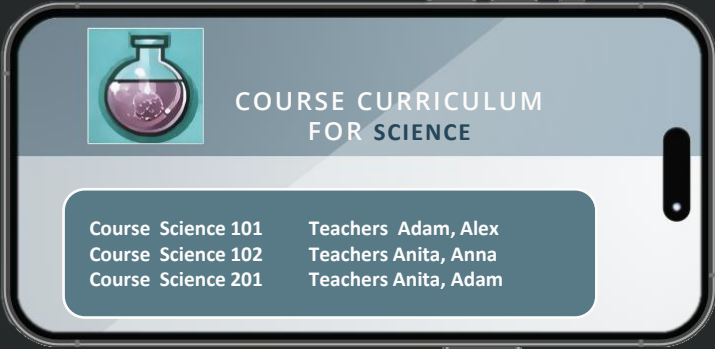 COURSE CURRICULUM
FOR SCIENCE
Course Science 101 Teachers Adam, Alex
Course Science 102 Teachers Anita, Anna
Course Science 201 Teachers Anita, Adam